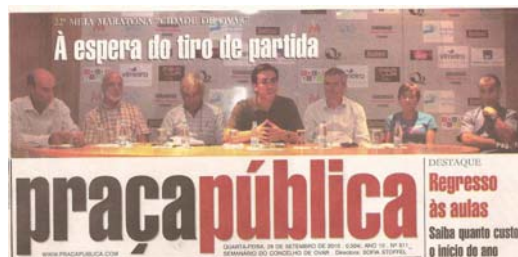 22ª MEIA MARATONA "CIDADE DE OVAR"
À espera do tiro de partida
praçapública
WWW.PRACAPUBLICA.COM
QUARTA-FEIRA, 29 DE SETEMBRO DE 2010
SEMANÁRIO DO CONCELHO DE OVAR . Directora: SOFIA STOFFEL
DESTAQUE
Regresso
às aulas
Saiba quanto custo
o início do ano